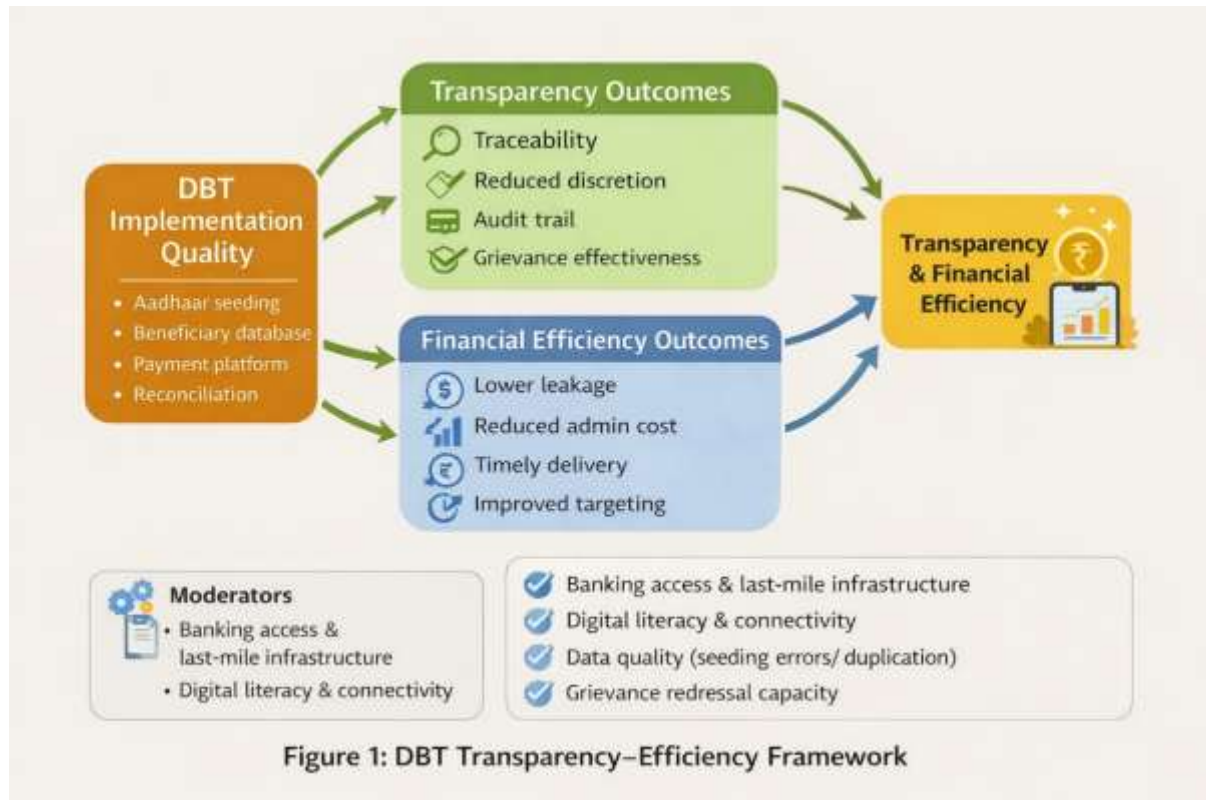 DBT
Implementation
Quality
• Aadhaar seeding
• Beneficiary database
• Payment platform
• Reconciliation
Transparency Outcomes
Traceability
Reduced discretion
Audit trail
Grievance effectiveness
Financial Efficiency Outcomes
$ Lower leakage
Reduced admin cost
₹ Timely delivery
Improved targeting
Transparency
& Financial
Efficiency
₹
Moderators
• Banking access &
last-mile infrastructure
• Digital literacy & connectivity
Banking access & last-mile infrastructure
Digital literacy & connectivity
Data quality (seeding errors/ duplication)
Grievance redressal capacity
Figure 1: DBT Transparency–Efficiency Framework